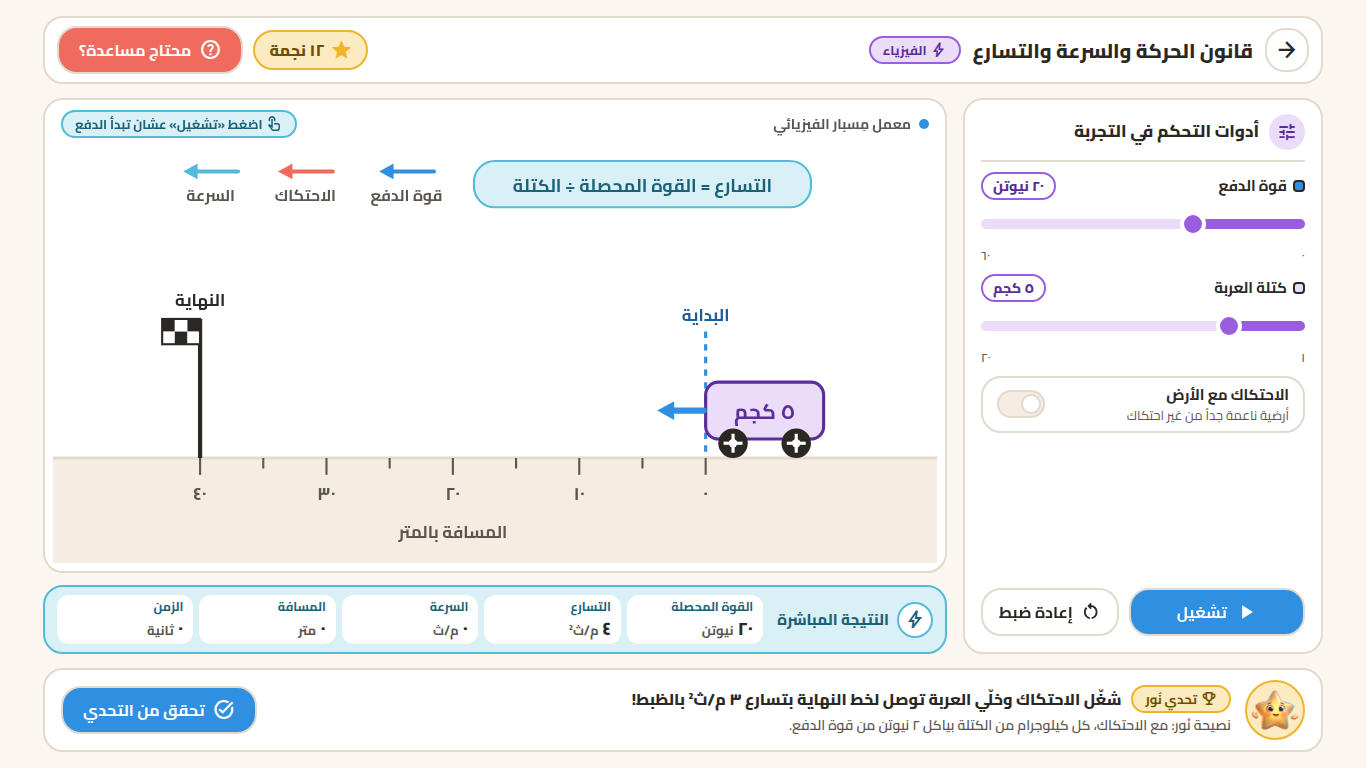 قانون الحركة والسرعة والتسارع
الفيزياء
١٢ نجمة
محتاج مساعدة؟
أدوات التحكم في التجربة
قوة الدفع
٢٠ نيوتن
٠
٦٠
كتلة العربة
٥ كجم
١
٢٠
الاحتكاك مع الأرض
أرضية ناعمة جداً من غير احتكاك
تشغيل
إعادة ضبط
معمل مِسبار الفيزيائي
اضغط «تشغيل» عشان تبدأ الدفع
التسارع = القوة المحصلة ÷ الكتلة
قوة الدفع
الاحتكاك
السرعة
البداية
النهاية
٥ كجم
٠
١٠
٢٠
٣٠
٤٠
المسافة بالمتر
النتيجة المباشرة
القوة المحصلة
٢٠ نيوتن
التسارع
٤ م/ث²
السرعة
٠ م/ث
المسافة
٠ متر
الزمن
٠ ثانية
تحدي نُور
شغّل الاحتكاك وخلّي العربة توصل لخط النهاية بتسارع ٣ م/ث² بالظبط!
نصيحة نُور: مع الاحتكاك، كل كيلوجرام من الكتلة بياكل ٢ نيوتن من قوة الدفع.
تحقق من التحدي